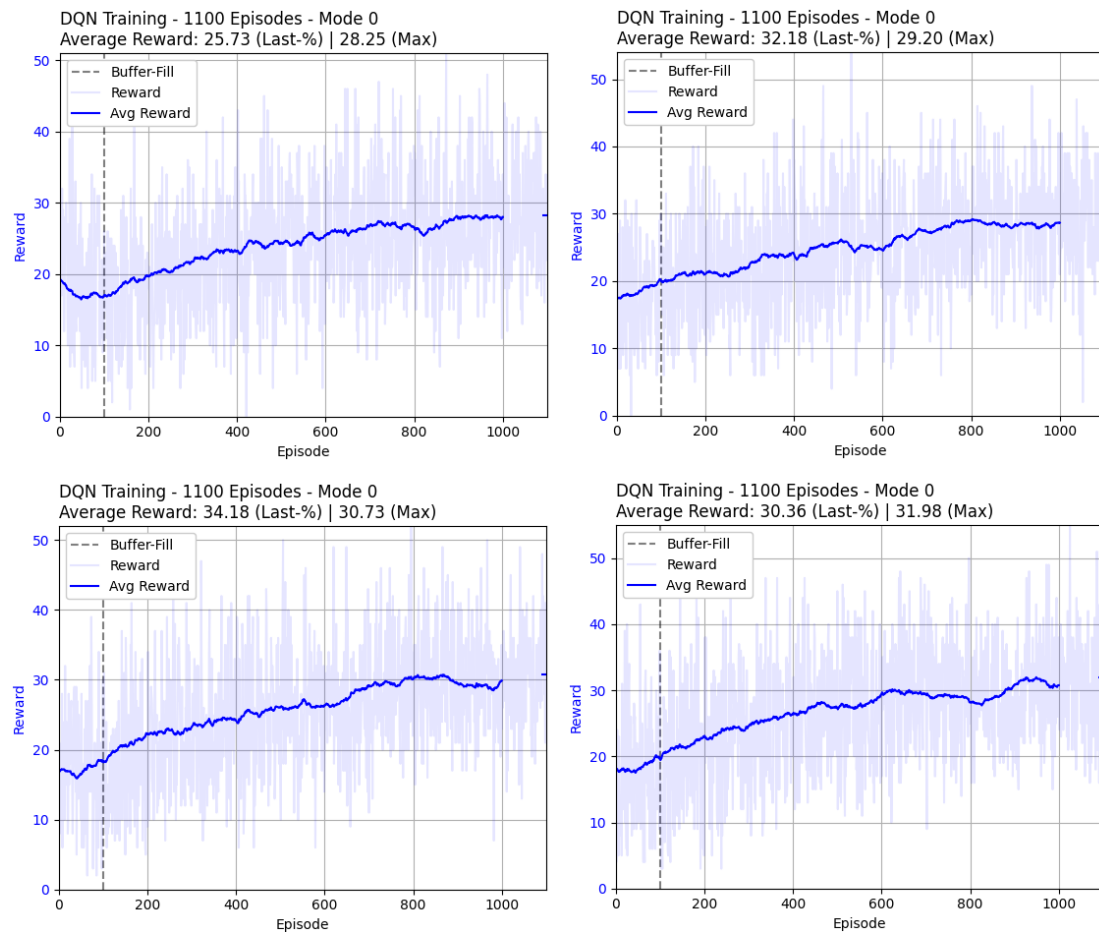 DQN Training - 1100 Episodes - Mode 0
Average Reward: 25.73 (Last-%) | 28.25 (Max)
50
40
30
20
10
0
Reward
Buffer-Fill
Reward
Avg Reward
0 200 400 600 800 1000
Episode
DQN Training - 1100 Episodes - Mode 0
Average Reward: 32.18 (Last-%) | 29.20 (Max)
50
40
30
20
10
0
Reward
Buffer-Fill
Reward
Avg Reward
0 200 400 600 800 1000
Episode
DQN Training - 1100 Episodes - Mode 0
Average Reward: 34.18 (Last-%) | 30.73 (Max)
50
40
30
20
10
0
Reward
Buffer-Fill
Reward
Avg Reward
0 200 400 600 800 1000
Episode
DQN Training - 1100 Episodes - Mode 0
Average Reward: 30.36 (Last-%) | 31.98 (Max)
50
40
30
20
10
0
Reward
Buffer-Fill
Reward
Avg Reward
0 200 400 600 800 1000
Episode